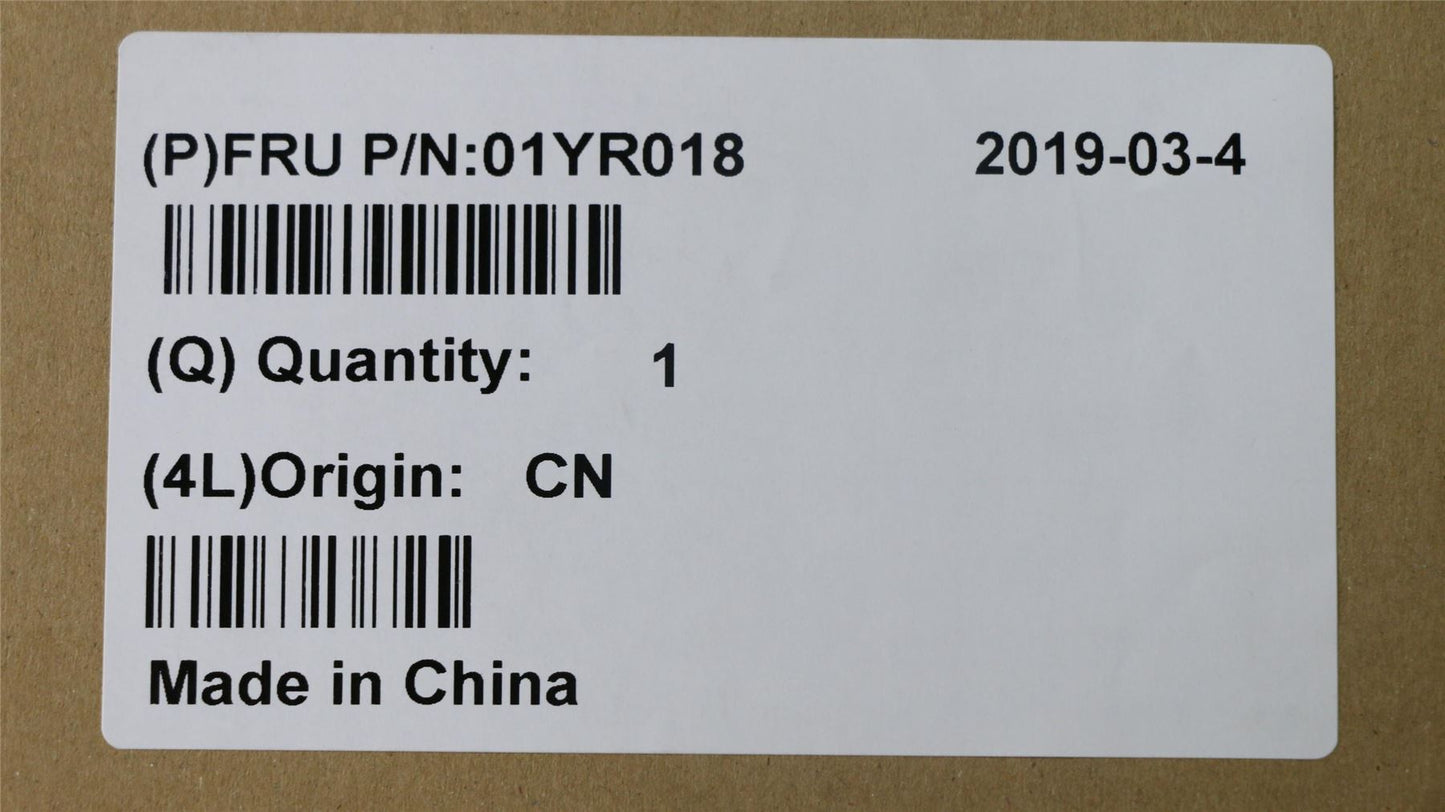 (P)FRU P/N:01YR018 2019-03-4
(Q) Quantity: 1
(4L)Origin: CN
Made in China